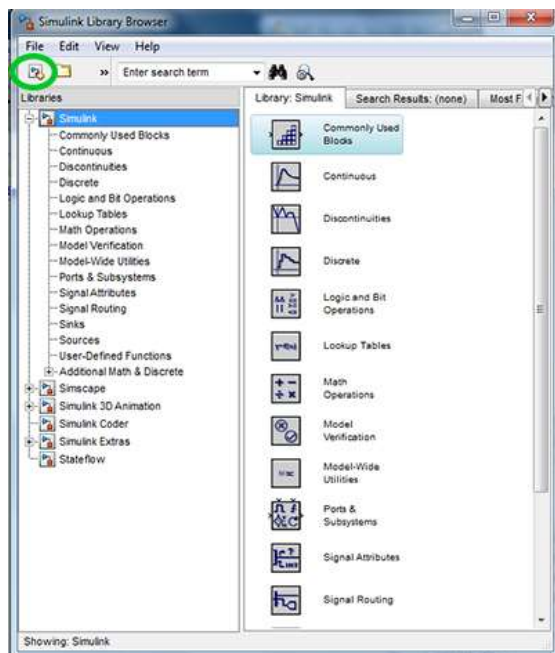 Simulink Library Browser
File Edit View Help
» Enter search term
Libraries
Library: Simulink Search Results: (none) Most F
Simulink
Commonly Used Blocks
Continuous
Discontinuities
Discrete
Logic and Bit Operations
Lookup Tables
Math Operations
Model Verification
Model-Wide Utilities
Ports & Subsystems
Signal Attributes
Signal Routing
Sinks
Sources
User-Defined Functions
Additional Math & Discrete
Simscape
Simulink 3D Animation
Simulink Coder
Simulink Extras
Stateflow
Commonly Used
Blocks
Continuous
Discontinuities
Discrete
Logic and Bit
Operations
Lookup Tables
Math
Operations
Model
Verification
Model-Wide
Utilities
Ports &
Subsystems
Signal Attributes
Signal Routing
Showing: Simulink